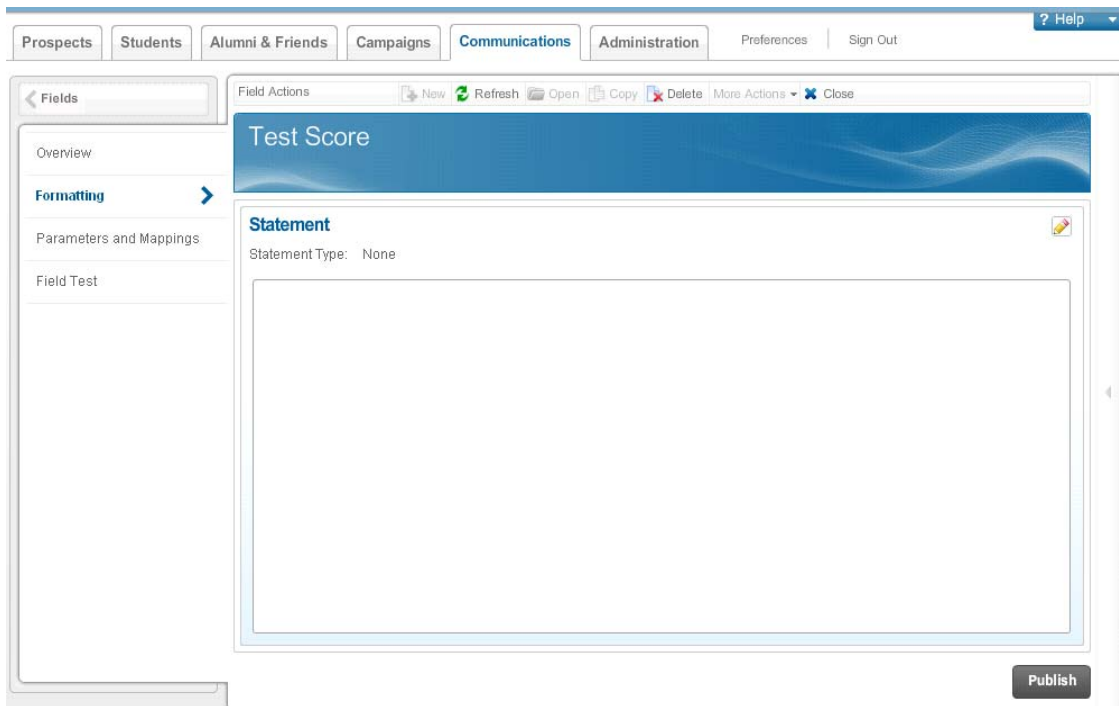 ? Help
Prospects Students Alumni & Friends Campaigns Communications Administration Preferences Sign Out
Fields
Overview
Formatting
Parameters and Mappings
Field Test
Field Actions New Refresh Open Copy Delete More Actions Close
Test Score
Statement
Statement Type: None
Publish